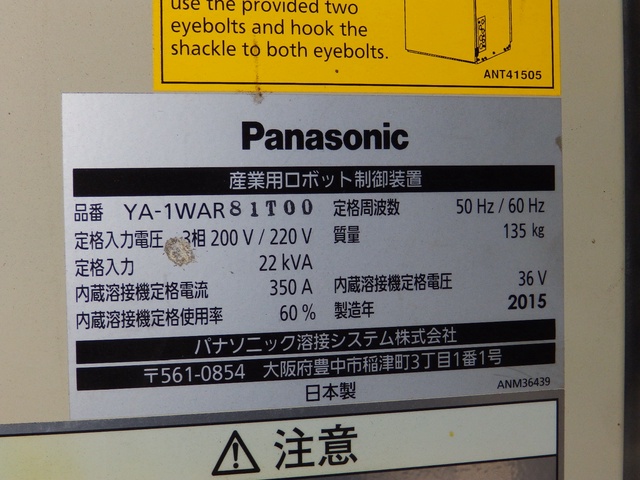 use the provided two
eyebolts and hook the
shackle to both eyebolts.
ANT41505
Panasonic
産業用ロボット制御装置
品番 YA-1WAR81T00 定格周波数 50 Hz / 60 Hz
定格入力電圧 3相 200 V / 220 V 質量 135 kg
定格入力 22 kVA
内蔵溶接機定格電流 350 A 内蔵溶接機定格電圧 36 V
内蔵溶接機定格使用率 60 % 製造年 2015
パナソニック溶接システム株式会社
〒561-0854 大阪府豊中市稲津町3丁目1番1号
日本製 ANM36439
注意